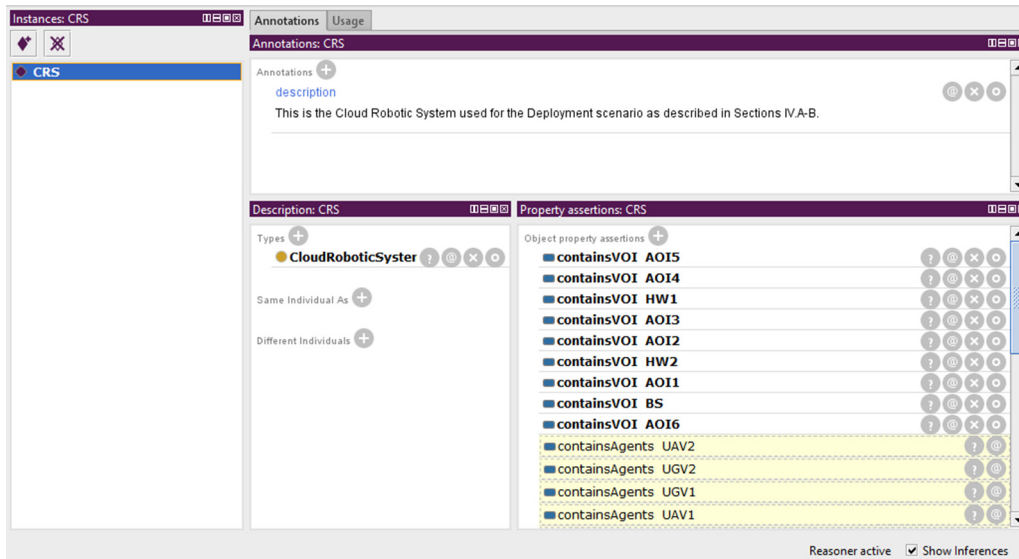 Instances: CRS
CRS
Annotations Usage
Annotations: CRS
Annotations
description
This is the Cloud Robotic System used for the Deployment scenario as described in Sections IV.A-B.
Description: CRS
Types
CloudRoboticSyster
Same Individual As
Different Individuals
Property assertions: CRS
Object property assertions
containsVOI AOI5
containsVOI AOI4
containsVOI HW1
containsVOI AOI3
containsVOI AOI2
containsVOI HW2
containsVOI AOI1
containsVOI BS
containsVOI AOI6
containsAgents UAV2
containsAgents UGV2
containsAgents UGV1
containsAgents UAV1
Reasoner active Show Inferences